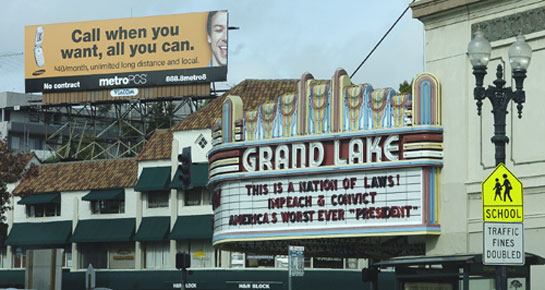 Call when you
want, all you can.
$40/month, unlimited long distance and local.
No contract
metroPCS
888.8metro8
VIACOM
GRAND LAKE
THIS IS A NATION OF LAWS!
IMPEACH & CONVICT
AMERICA'S WORST EVER "PRESIDENT"
SCHOOL
TRAFFIC
FINES
DOUBLED
H&R BLOCK